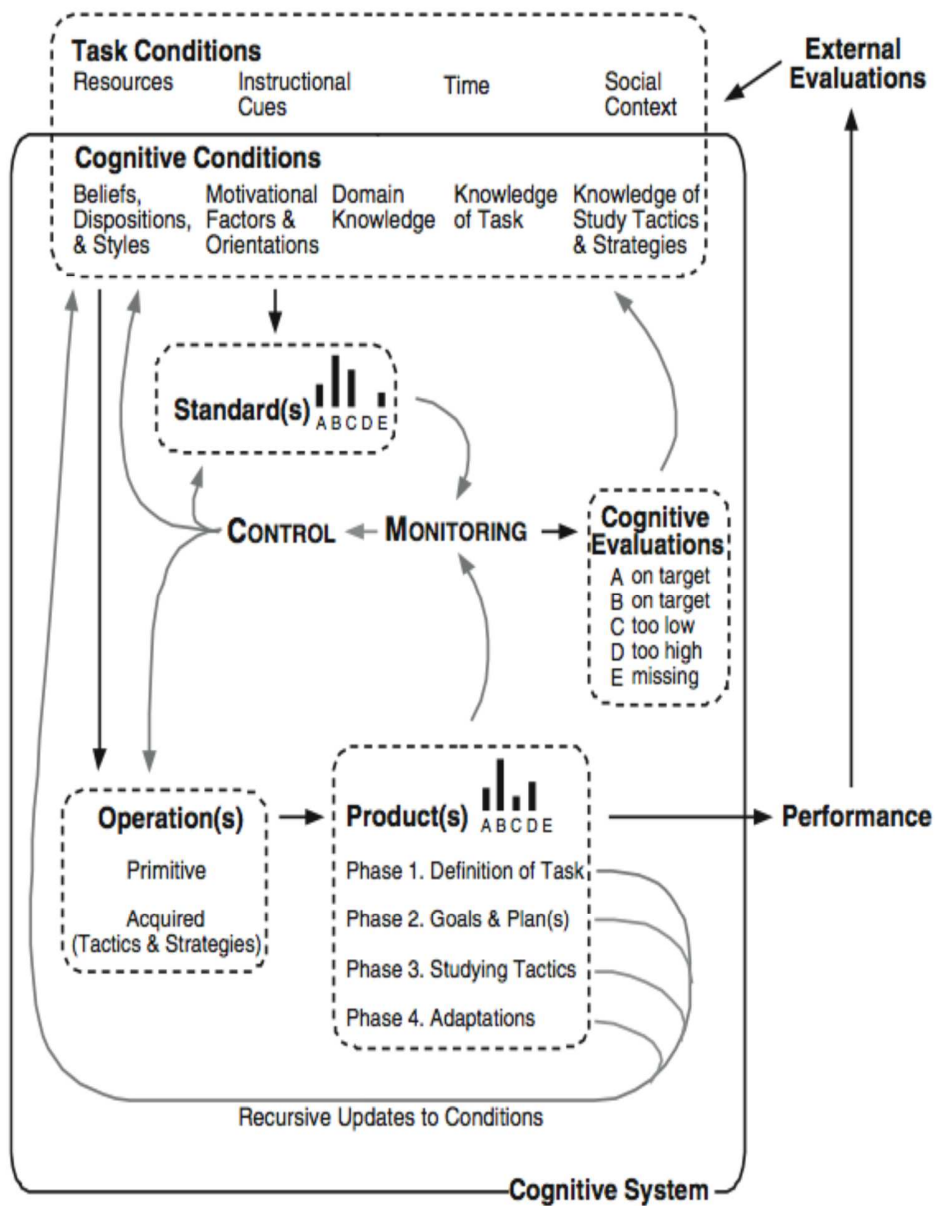 Task Conditions
Resources
Instructional
Cues
Time
Social
Context
External
Evaluations
Cognitive Conditions
Beliefs,
Dispositions,
& Styles
Motivational
Factors &
Orientations
Domain
Knowledge
Knowledge
of Task
Knowledge of
Study Tactics
& Strategies
Standard(s)
A B C D E
CONTROL
MONITORING
Cognitive
Evaluations
A on target
B on target
C too low
D too high
E missing
Operation(s)
Primitive
Acquired
(Tactics & Strategies)
Product(s)
A B C D E
Phase 1. Definition of Task
Phase 2. Goals & Plan(s)
Phase 3. Studying Tactics
Phase 4. Adaptations
Performance
Recursive Updates to Conditions
Cognitive System